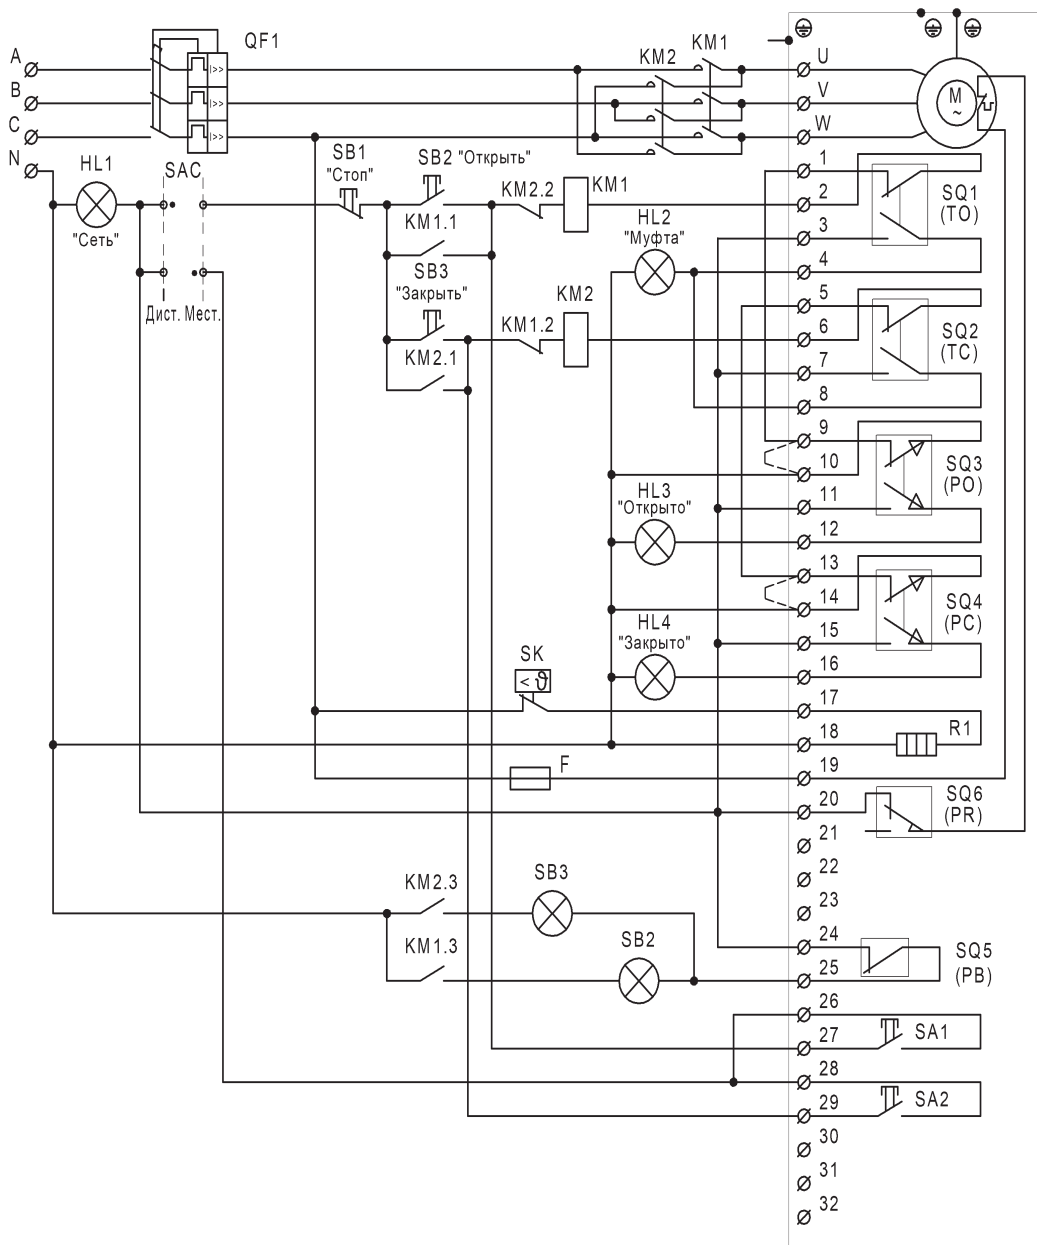 A
B
C
N
QF1
I>>
I>>
I>>
KM2
KM1
U
V
W
M
~
HL1
"Сеть"
SAC
Дист.
Мест.
SB1
"Стоп"
SB2 "Открыть"
KM1.1
SB3
"Закрыть"
KM2.1
KM2.2
KM1
KM1.2
KM2
HL2
"Муфта"
HL3
"Открыто"
HL4
"Закрыто"
SK
< ϑ
F
KM2.3
SB3
KM1.3
SB2
1
2
3
4
5
6
7
8
9
10
11
12
13
14
15
16
17
18
19
20
21
22
23
24
25
26
27
28
29
30
31
32
SQ1
(TO)
SQ2
(TC)
SQ3
(PO)
SQ4
(PC)
R1
SQ6
(PR)
SQ5
(PB)
SA1
SA2